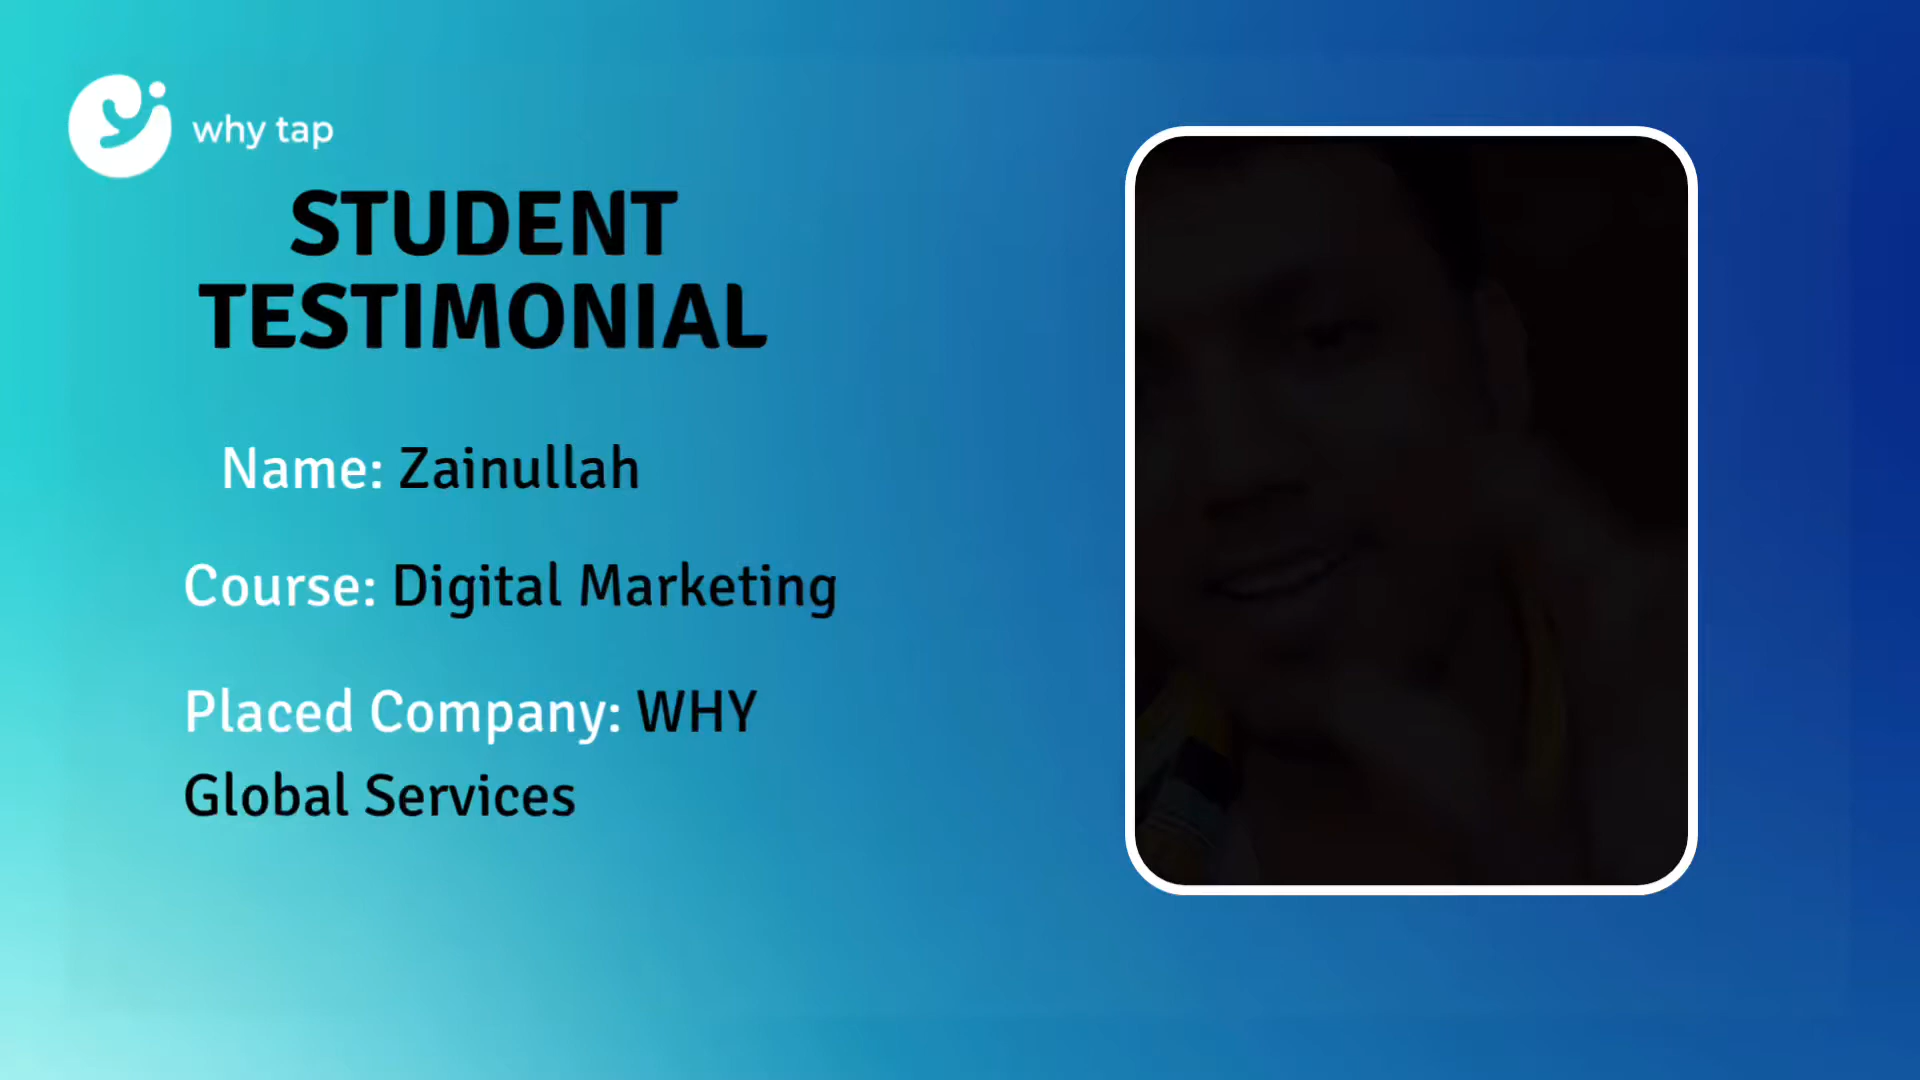 why tap
STUDENT
TESTIMONIAL
Name: Zainullah
Course: Digital Marketing
Placed Company: WHY
Global Services